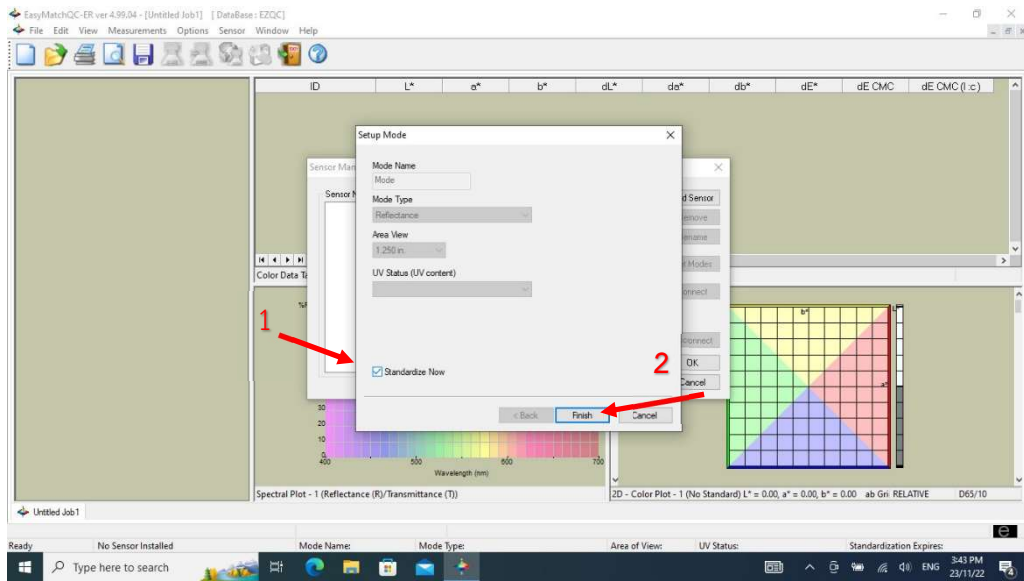 EasyMatchQC-ER ver 4.99.04 - [Untitled Job1]   [ DataBase : EZQC]
File Edit View Measurements Options Sensor Window Help
ID L* a* b* dL* da* db* dE* dE CMC dE CMC (l :c )
Setup Mode
Mode Name
Mode
Mode Type
Reflectance
Area View
1.250 in.
UV Status (UV content)
Standardize Now
< Back Finish Cancel
Sensor Man
Sensor N
d Sensor
emove
ename
t Modes
onnect
connect
OK
Cancel
1
2
Color Data Ta
30
20
10
0
400 500 600 700
Wavelength (nm)
b*
L*
a*
Spectral Plot - 1 (Reflectance (R)/Transmittance (T))
2D - Color Plot - 1 (No Standard) L* = 0.00, a* = 0.00, b* = 0.00 ab Gri RELATIVE D65/10
Untitled Job1
e
Ready No Sensor Installed Mode Name: Mode Type: Area of View: UV Status: Standardization Expires:
Type here to search
ENG
3:43 PM
23/11/22
4